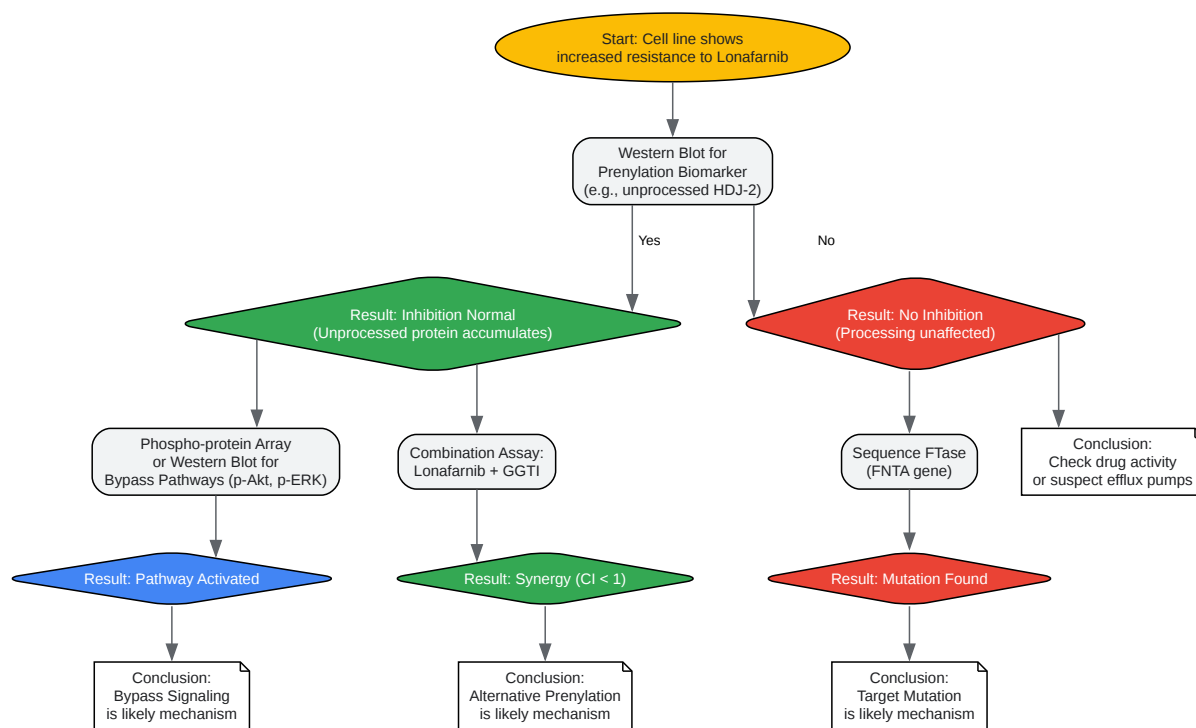 Start: Cell line shows
increased resistance to Lonafarnib
Western Blot for
Prenylation Biomarker
(e.g., unprocessed HDJ-2)
Yes
No
Result: Inhibition Normal
(Unprocessed protein accumulates)
Result: No Inhibition
(Processing unaffected)
Phospho-protein Array
or Western Blot for
Bypass Pathways (p-Akt, p-ERK)
Combination Assay:
Lonafarnib + GGTI
Sequence FTase
(FNTA gene)
Conclusion:
Check drug activity
or suspect efflux pumps
Result: Pathway Activated
Result: Synergy (CI < 1)
Result: Mutation Found
Conclusion:
Bypass Signaling
is likely mechanism
Conclusion:
Alternative Prenylation
is likely mechanism
Conclusion:
Target Mutation
is likely mechanism